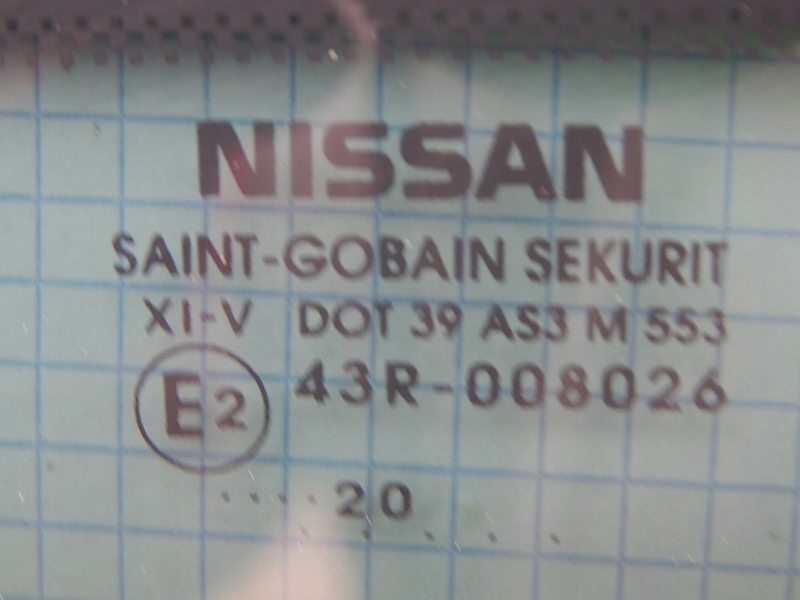 NISSAN
SAINT-GOBAIN SEKURIT
XI-V DOT 39 AS3 M 553
E2 43R-008026
....20
.....